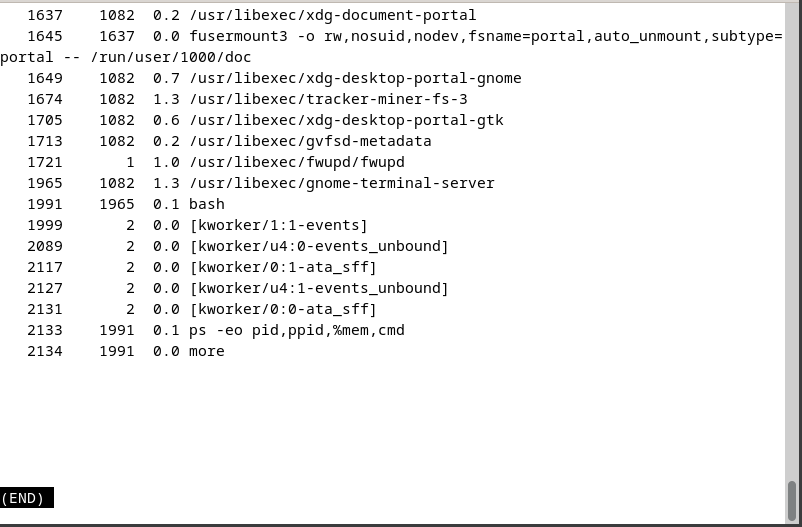 1637    1082  0.2 /usr/libexec/xdg-document-portal
1645    1637  0.0 fusermount3 -o rw,nosuid,nodev,fsname=portal,auto_unmount,subtype=
portal -- /run/user/1000/doc
1649    1082  0.7 /usr/libexec/xdg-desktop-portal-gnome
1674    1082  1.3 /usr/libexec/tracker-miner-fs-3
1705    1082  0.6 /usr/libexec/xdg-desktop-portal-gtk
1713    1082  0.2 /usr/libexec/gvfsd-metadata
1721       1  1.0 /usr/libexec/fwupd/fwupd
1965    1082  1.3 /usr/libexec/gnome-terminal-server
1991    1965  0.1 bash
1999       2  0.0 [kworker/1:1-events]
2089       2  0.0 [kworker/u4:0-events_unbound]
2117       2  0.0 [kworker/0:1-ata_sff]
2127       2  0.0 [kworker/u4:1-events_unbound]
2131       2  0.0 [kworker/0:0-ata_sff]
2133    1991  0.1 ps -eo pid,ppid,%mem,cmd
2134    1991  0.0 more
(END)